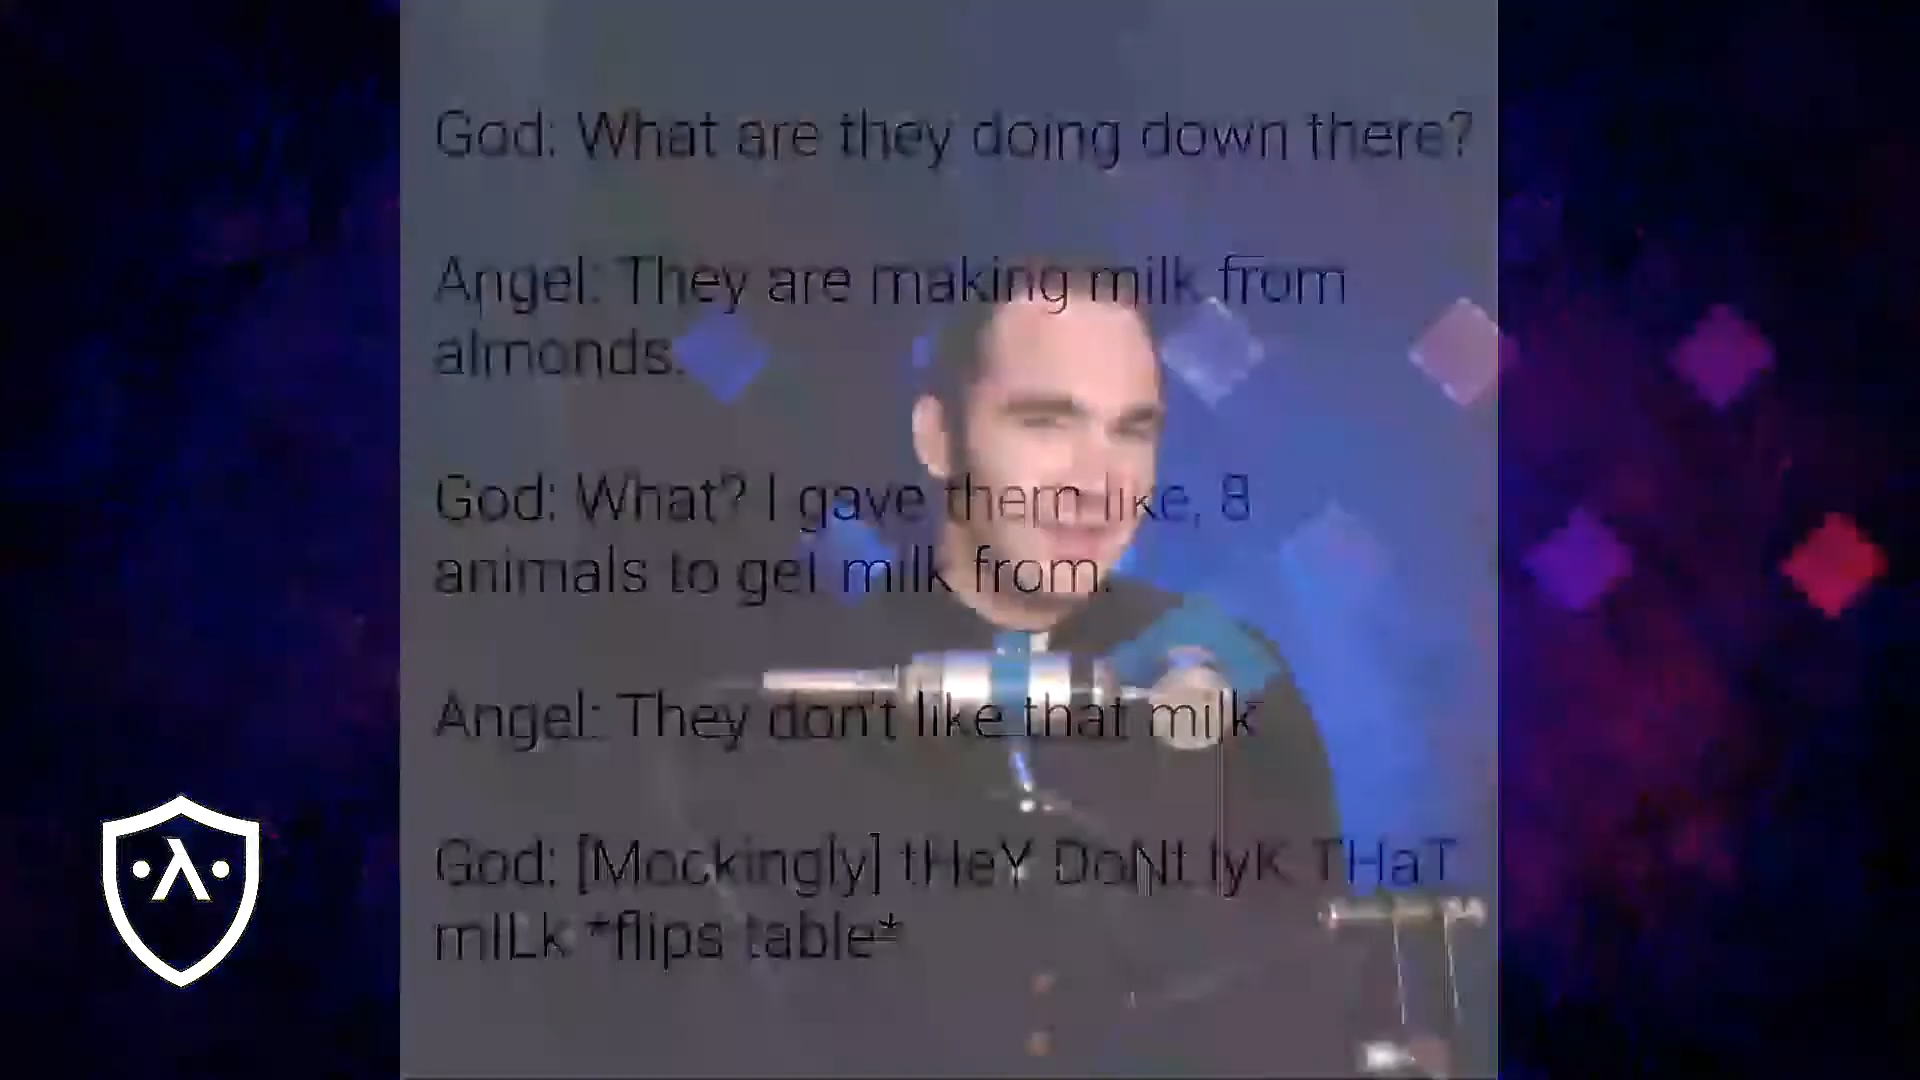 God: What are they doing down there?
Angel: They are making milk from
almonds.
God: What? I gave them like, 8
animals to get milk from.
Angel: They don't like that milk
God: [Mockingly] tHeY DoNt lyK THaT
mILk *flips table*